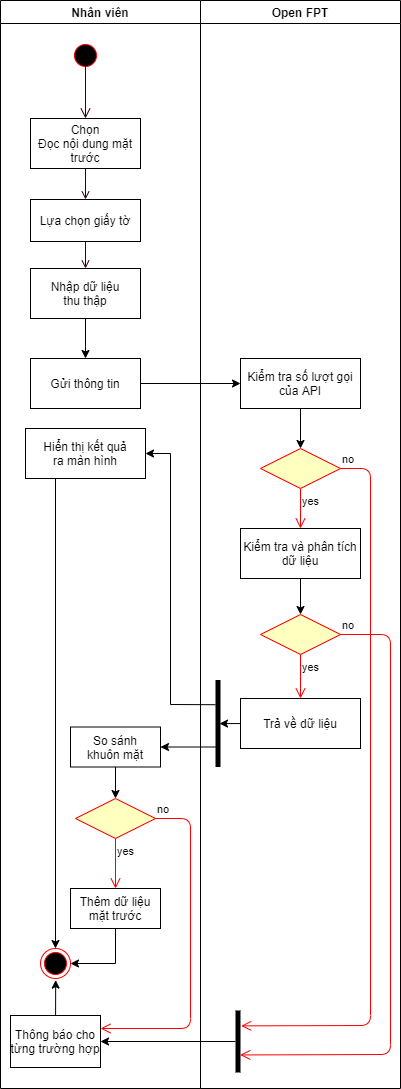 Nhân viên
Open FPT
Chọn
Đọc nội dung mặt
trước
Lựa chọn giấy tờ
Nhập dữ liệu
thu thập
Gửi thông tin
Kiểm tra số lượt gọi
của API
no
yes
Hiển thị kết quả
ra màn hình
Kiểm tra và phân tích
dữ liệu
no
yes
Trả về dữ liệu
So sánh
khuôn mặt
no
yes
Thêm dữ liệu
mặt trước
Thông báo cho
từng trường hợp